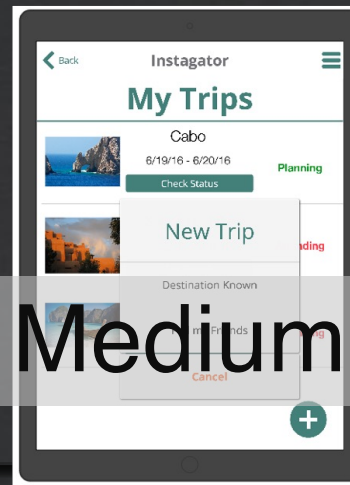 Back
Instagator
My Trips
Cabo
6/19/16 - 6/20/16
Planning
Check Status
New Trip
Destination Known
Friends
Medium
Cancel
+